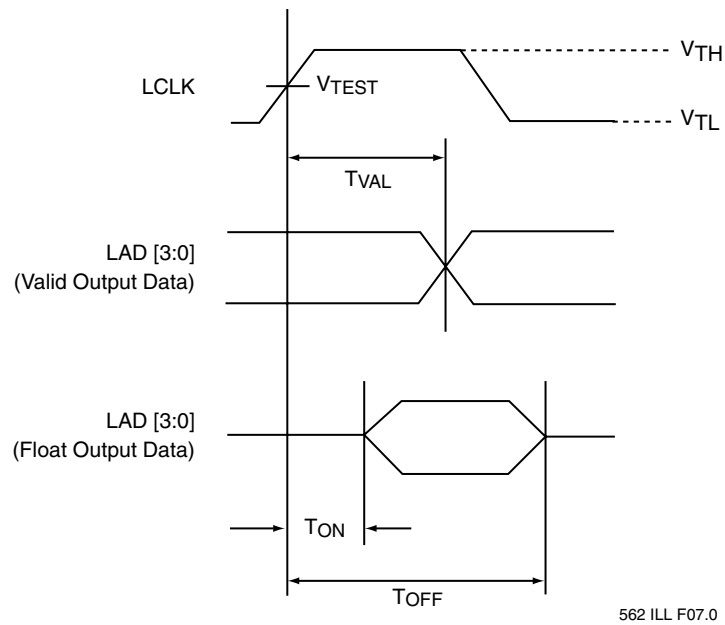 VTH
LCLK
VTEST
VTL
TVAL
LAD [3:0]
(Valid Output Data)
LAD [3:0]
(Float Output Data)
TON
TOFF
562 ILL F07.0